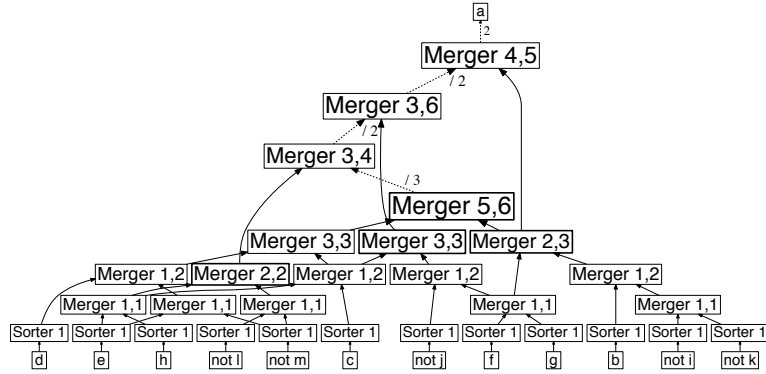 a
2
Merger 4,5
/ 2
Merger 3,6
/ 2
Merger 3,4
/ 3
Merger 5,6
Merger 3,3 Merger 3,3 Merger 2,3
Merger 1,2 Merger 2,2 Merger 1,2 Merger 1,2 Merger 1,2
Merger 1,1 Merger 1,1 Merger 1,1 Merger 1,1 Merger 1,1
Sorter 1 Sorter 1 Sorter 1 Sorter 1 Sorter 1 Sorter 1 Sorter 1 Sorter 1 Sorter 1 Sorter 1 Sorter 1 Sorter 1
d e h not l not m c not j f g b not i not k